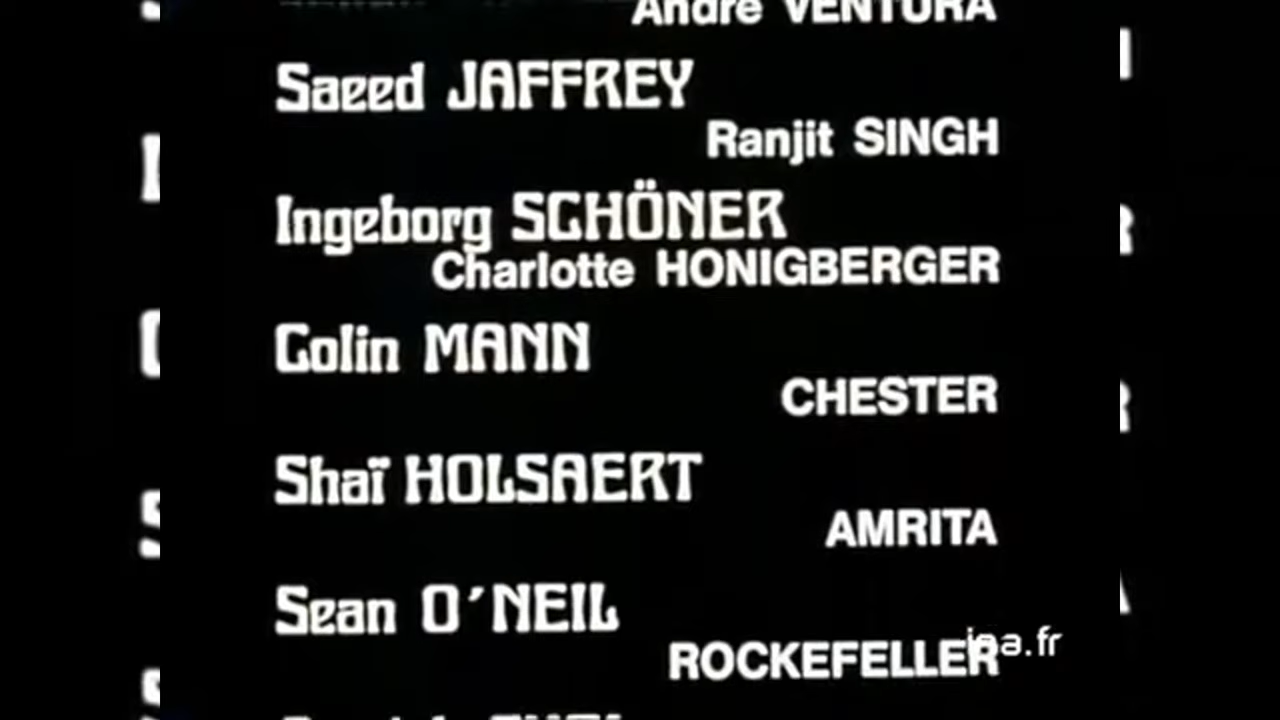 André VENTURA
Saeed JAFFREY
Ranjit SINGH
Ingeborg SCHÖNER
Charlotte HONIGBERGER
Colin MANN
CHESTER
Shaï HOLSAERT
AMRITA
Sean O'NEIL
ROCKEFELLER
ina.fr